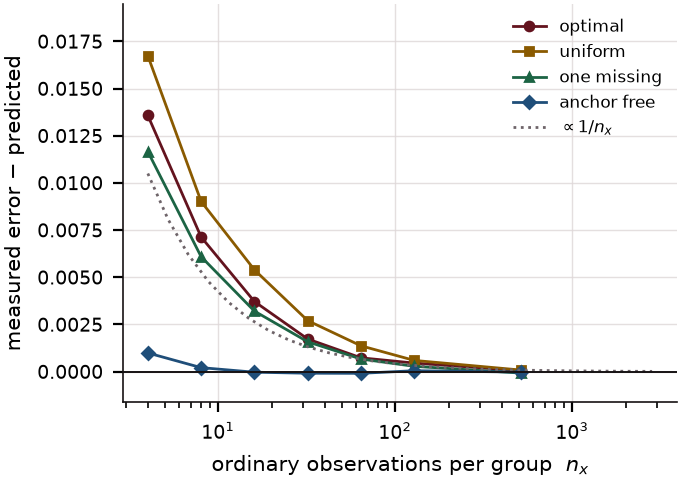 optimal
uniform
one missing
anchor free
∝ 1/nₓ
measured error − predicted
0.0175
0.0150
0.0125
0.0100
0.0075
0.0050
0.0025
0.0000
10¹ 10² 10³
ordinary observations per group nₓ